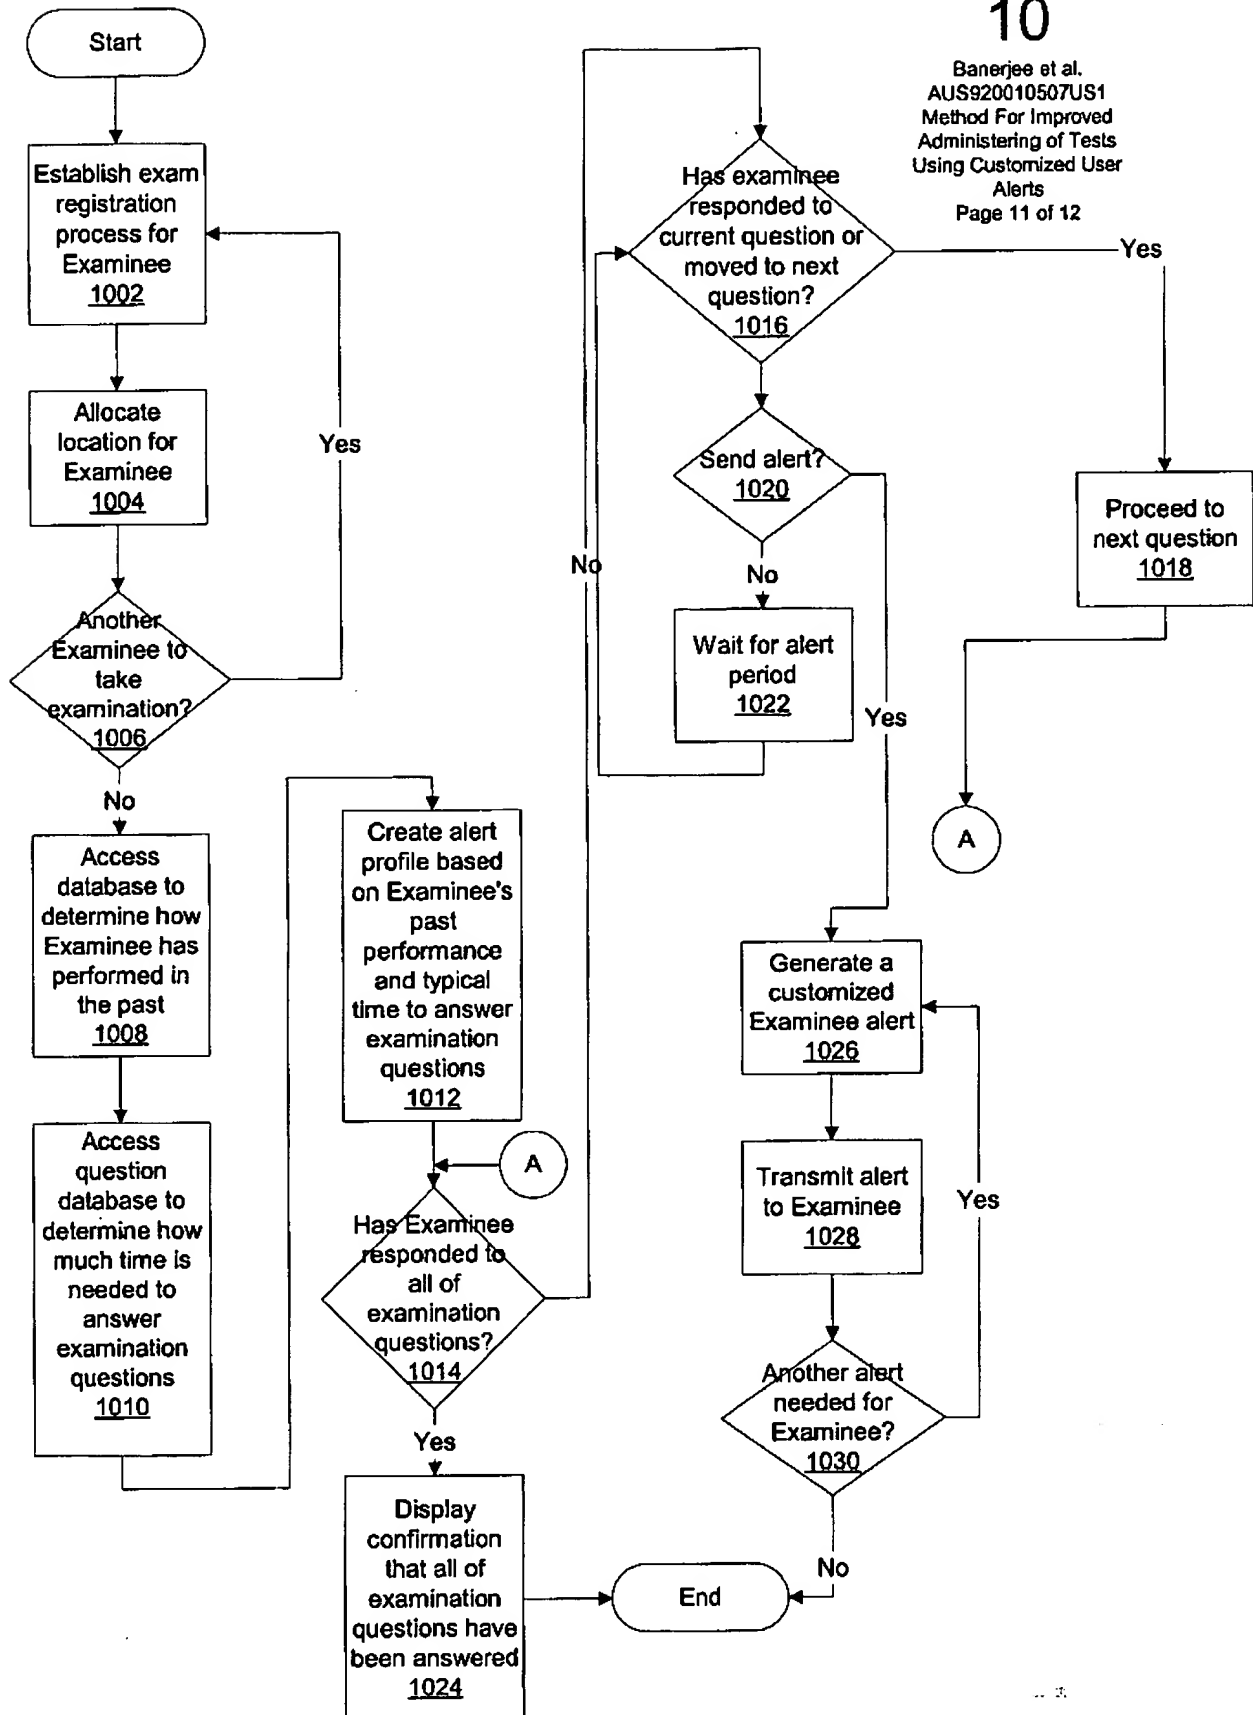 10
Banerjee et al.
AUS920010507US1
Method For Improved
Administering of Tests
Using Customized User
Alerts
Page 11 of 12
Start
Establish exam
registration
process for
Examinee
1002
Allocate
location for
Examinee
1004
Yes
Another
Examinee to
take
examination?
1006
No
Access
database to
determine how
Examinee has
performed in
the past
1008
Access
question
database to
determine how
much time is
needed to
answer
examination
questions
1010
Create alert
profile based
on Examinee's
past
performance
and typical
time to answer
examination
questions
1012
A
Has Examinee
responded to
all of
examination
questions?
1014
No
Yes
Display
confirmation
that all of
examination
questions have
been answered
1024
Has examinee
responded to
current question or
moved to next
question?
1016
Yes
Proceed to
next question
1018
A
Send alert?
1020
No
Wait for alert
period
1022
Yes
Generate a
customized
Examinee alert
1026
Transmit alert
to Examinee
1028
Yes
Another alert
needed for
Examinee?
1030
No
End